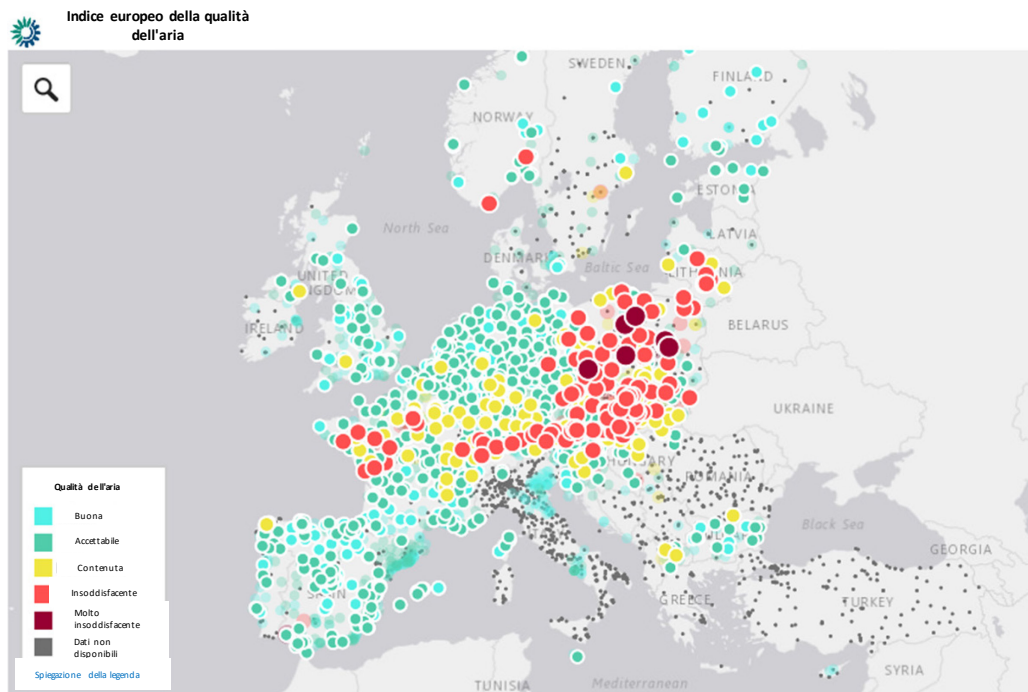 Indice europeo della qualità
dell'aria
SWEDEN
FINLAND
NORWAY
ESTONIA
North Sea
LATVIA
DENMARK
Baltic Sea
LITHUANIA
UNITED
KINGDOM
IRELAND
BELARUS
UKRAINE
HUNGARY
ROMANIA
Qualità dell'aria
Buona
Accettabile
Contenuta
Insoddisfacente
Molto
insoddisfacente
Dati non
disponibili
Spiegazione della legenda
Black Sea
GEORGIA
SPAIN
GREECE
TURKEY
SYRIA
TUNISIA
Mediterranean